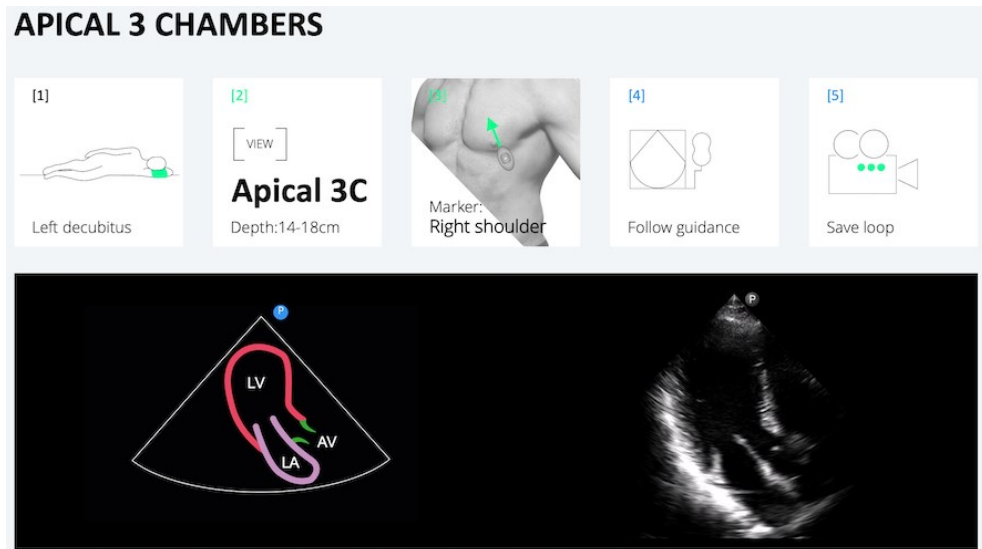 APICAL 3 CHAMBERS
[1]
Left decubitus
[2]
VIEW
Apical 3C
Depth:14-18cm
[3]
Marker:
Right shoulder
[4]
Follow guidance
[5]
Save loop
P
LV
AV
LA
P